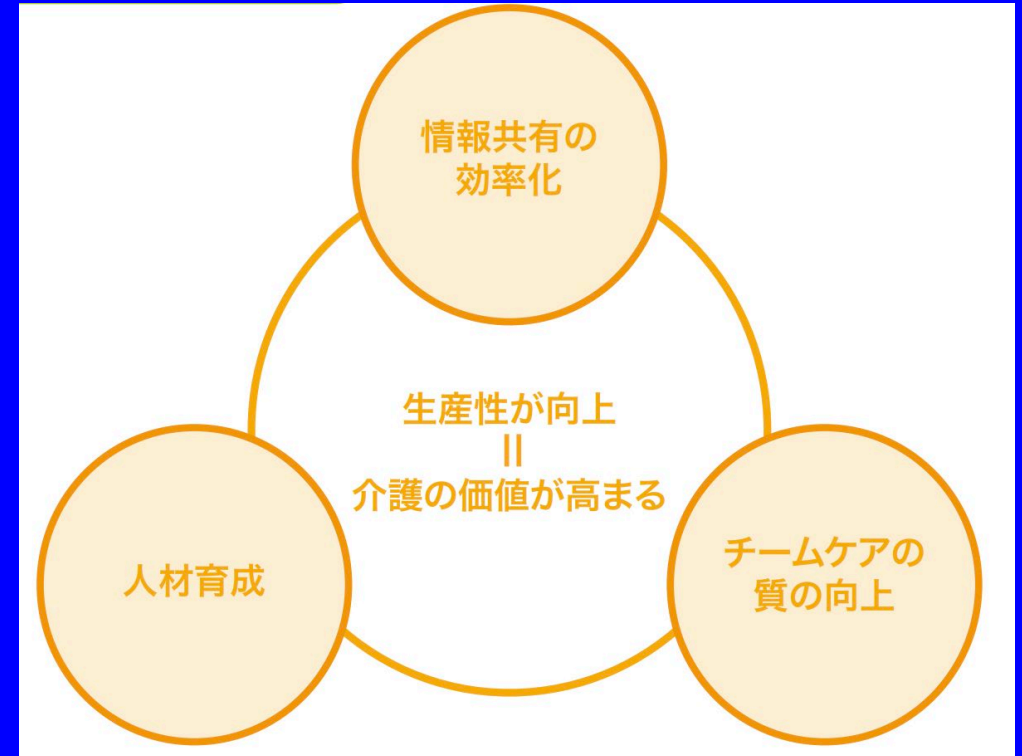 情報共有の
効率化
生産性が向上
||
介護の価値が高まる
人材育成
チームケアの
質の向上